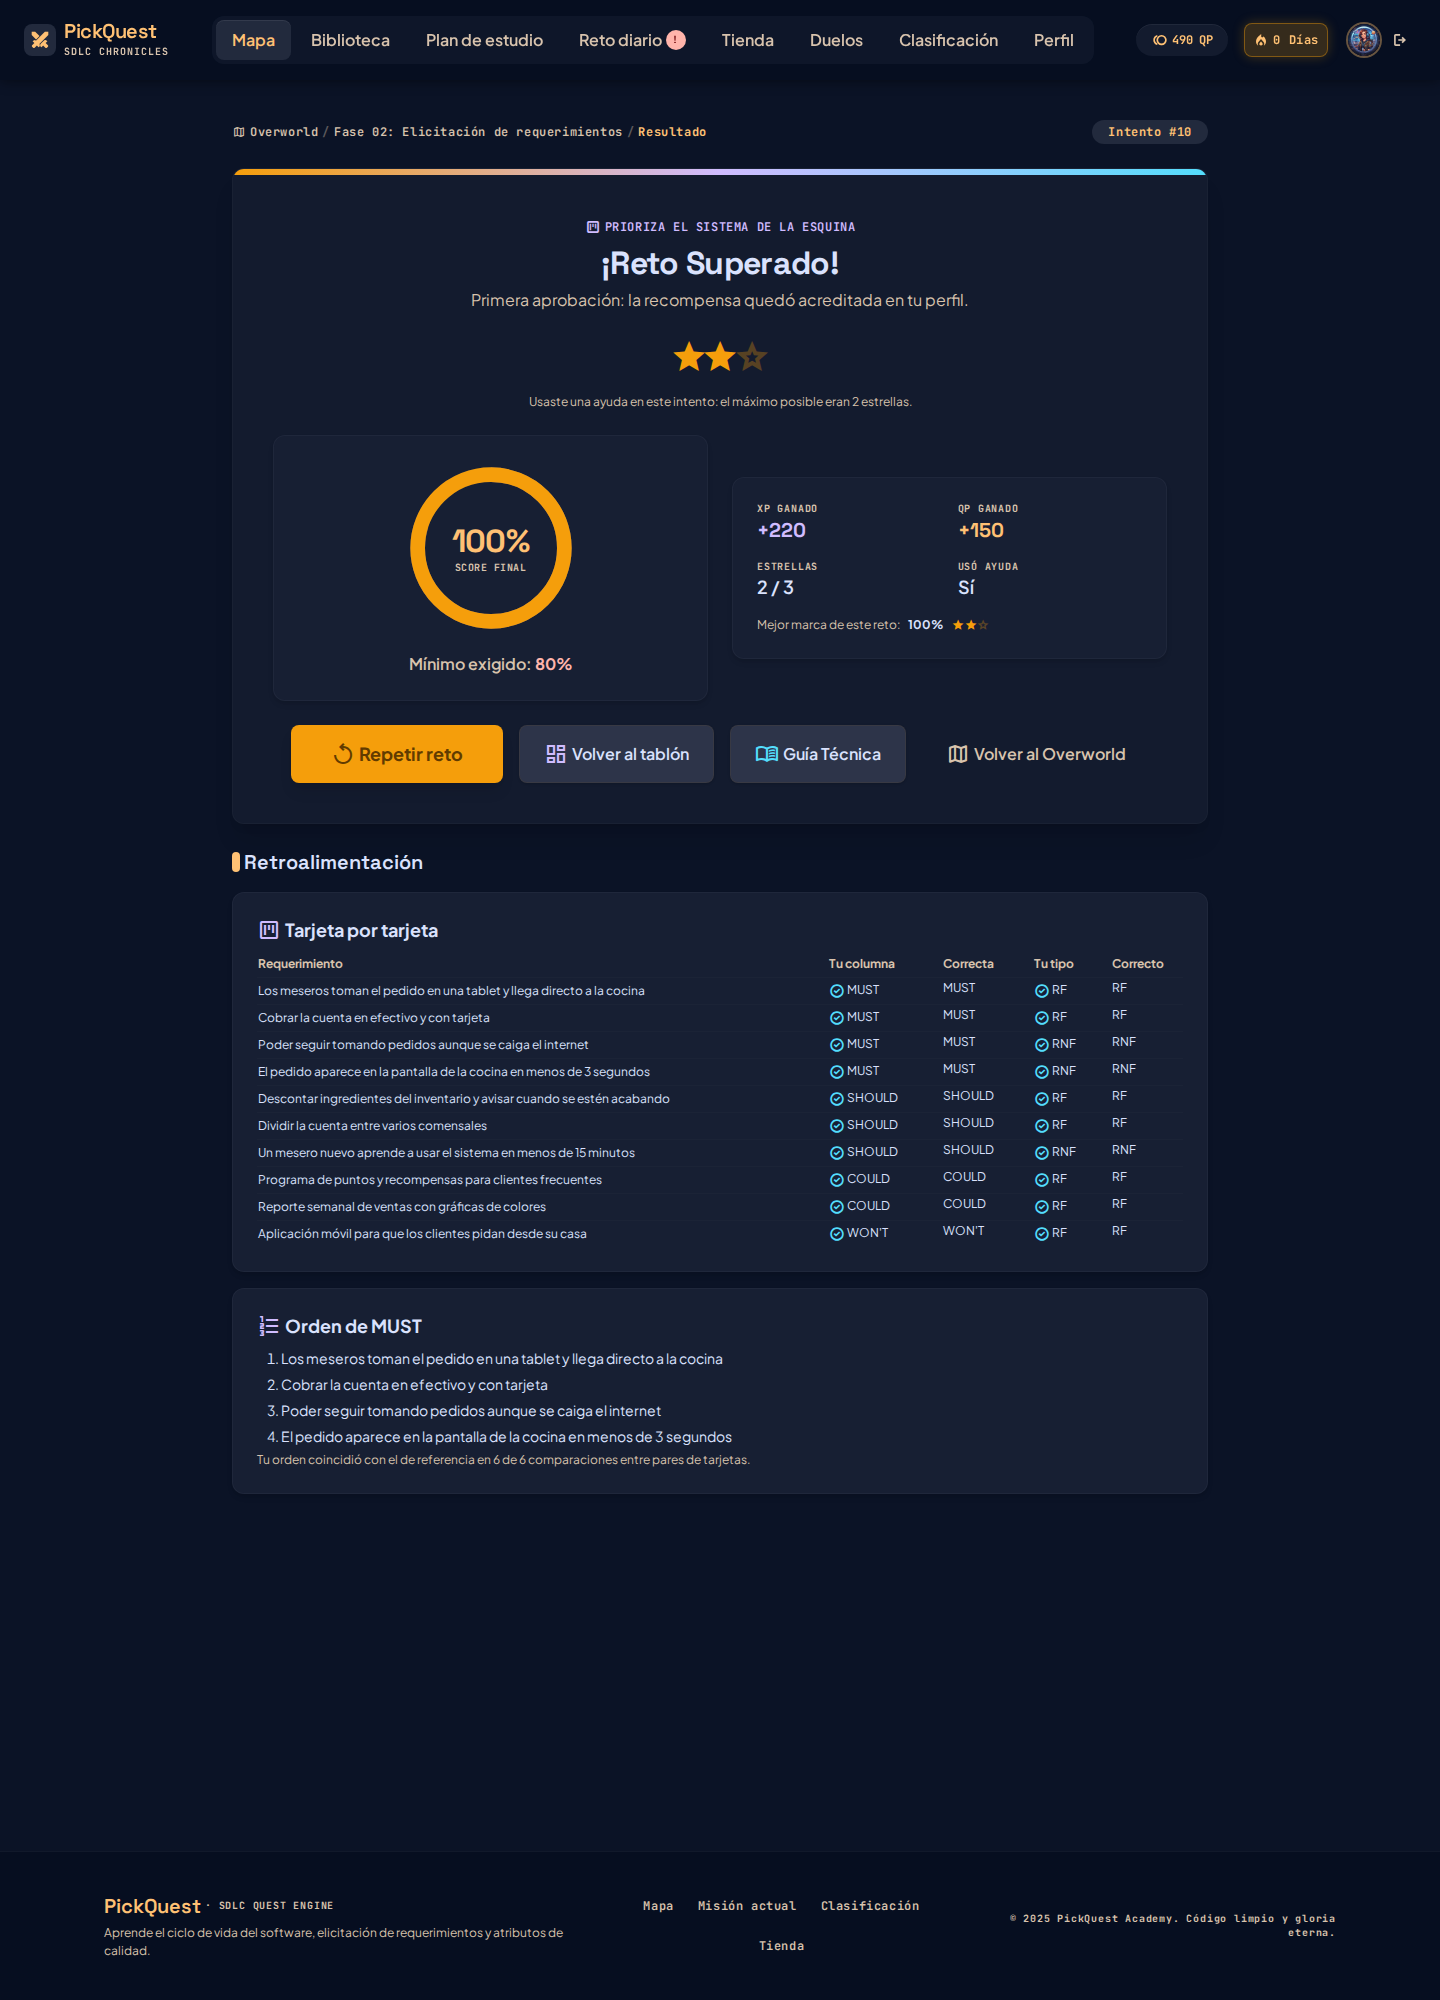 PickQuest
SDLC CHRONICLES
Mapa
Biblioteca
Plan de estudio
Reto diario !
Tienda
Duelos
Clasificación
Perfil
490 QP
0 Días
Overworld / Fase 02: Elicitación de requerimientos / Resultado
Intento #10
PRIORIZA EL SISTEMA DE LA ESQUINA
¡Reto Superado!
Primera aprobación: la recompensa quedó acreditada en tu perfil.
Usaste una ayuda en este intento: el máximo posible eran 2 estrellas.
100%
SCORE FINAL
Mínimo exigido: 80%
XP GANADO
+220
QP GANADO
+150
ESTRELLAS
2 / 3
USÓ AYUDA
Sí
Mejor marca de este reto: 100%
Repetir reto
Volver al tablón
Guía Técnica
Volver al Overworld
Retroalimentación
Tarjeta por tarjeta
Requerimiento Tu columna Correcta Tu tipo Correcto
Los meseros toman el pedido en una tablet y llega directo a la cocina MUST MUST RF RF
Cobrar la cuenta en efectivo y con tarjeta MUST MUST RF RF
Poder seguir tomando pedidos aunque se caiga el internet MUST MUST RNF RNF
El pedido aparece en la pantalla de la cocina en menos de 3 segundos MUST MUST RNF RNF
Descontar ingredientes del inventario y avisar cuando se estén acabando SHOULD SHOULD RF RF
Dividir la cuenta entre varios comensales SHOULD SHOULD RF RF
Un mesero nuevo aprende a usar el sistema en menos de 15 minutos SHOULD SHOULD RNF RNF
Programa de puntos y recompensas para clientes frecuentes COULD COULD RF RF
Reporte semanal de ventas con gráficas de colores COULD COULD RF RF
Aplicación móvil para que los clientes pidan desde su casa WON'T WON'T RF RF
Orden de MUST
1. Los meseros toman el pedido en una tablet y llega directo a la cocina
2. Cobrar la cuenta en efectivo y con tarjeta
3. Poder seguir tomando pedidos aunque se caiga el internet
4. El pedido aparece en la pantalla de la cocina en menos de 3 segundos
Tu orden coincidió con el de referencia en 6 de 6 comparaciones entre pares de tarjetas.
PickQuest · SDLC QUEST ENGINE
Aprende el ciclo de vida del software, elicitación de requerimientos y atributos de
calidad.
Mapa
Misión actual
Clasificación
Tienda
© 2025 PickQuest Academy. Código limpio y gloria
eterna.